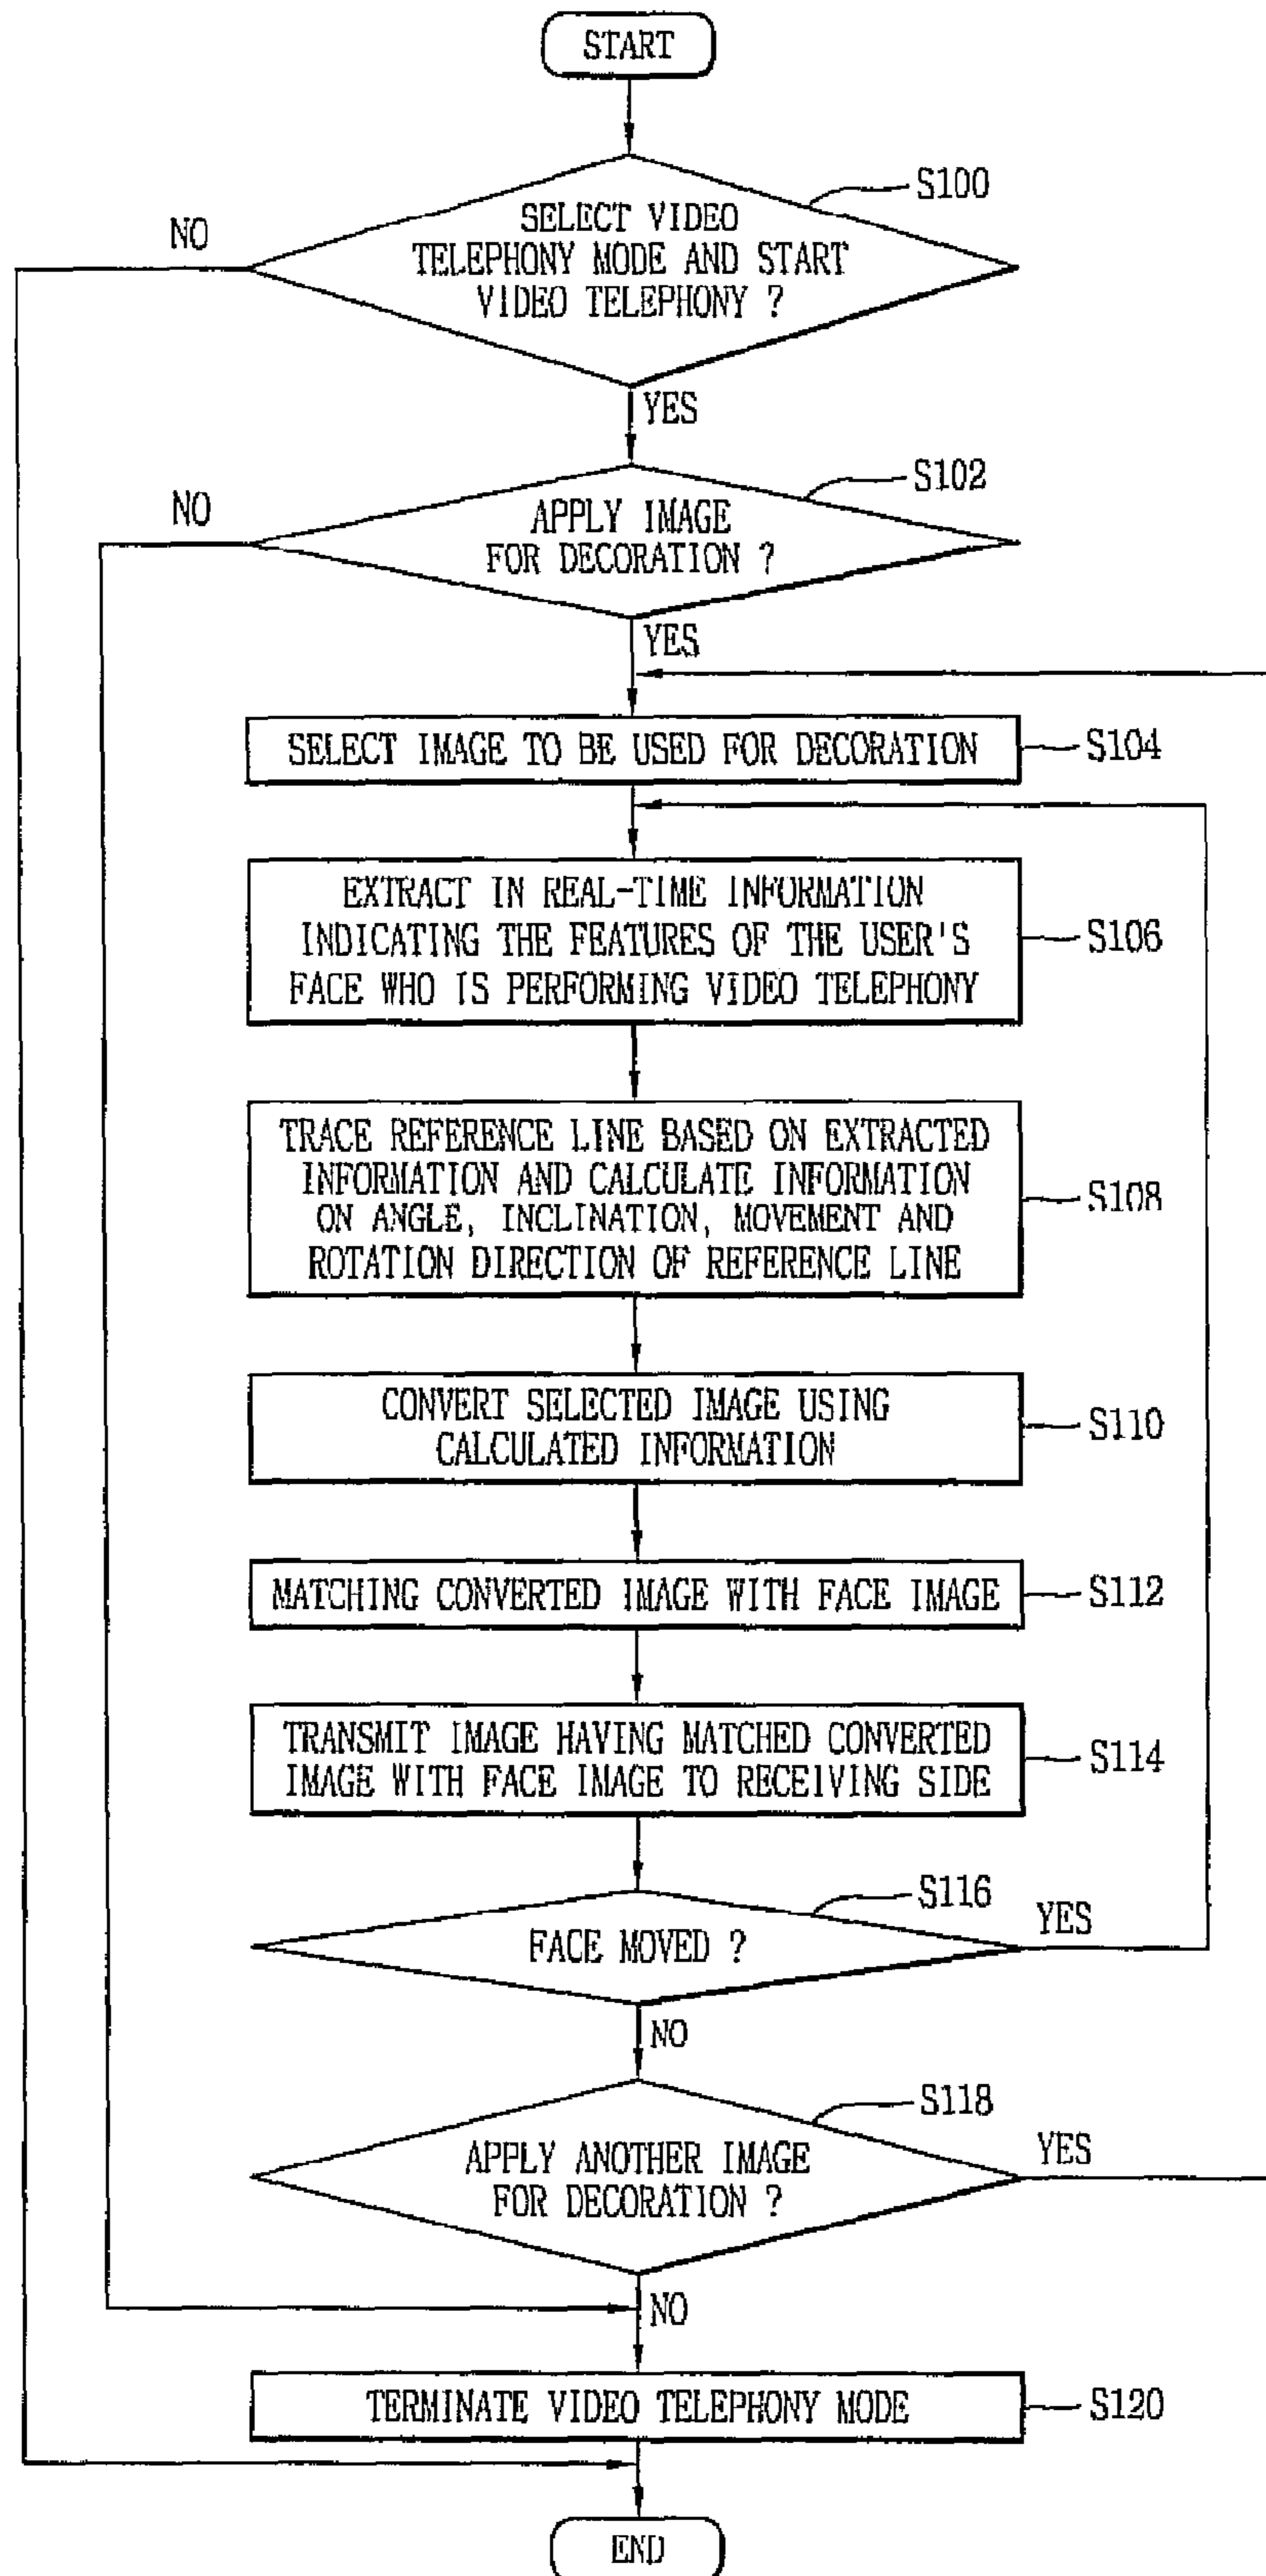 START
S100
NO
SELECT VIDEO
TELEPHONY MODE AND START
VIDEO TELEPHONY ?
YES
S102
NO
APPLY IMAGE
FOR DECORATION ?
YES
SELECT IMAGE TO BE USED FOR DECORATION
S104
EXTRACT IN REAL-TIME INFORMATION
INDICATING THE FEATURES OF THE USER'S
FACE WHO IS PERFORMING VIDEO TELEPHONY
S106
TRACE REFERENCE LINE BASED ON EXTRACTED
INFORMATION AND CALCULATE INFORMATION
ON ANGLE, INCLINATION, MOVEMENT AND
ROTATION DIRECTION OF REFERENCE LINE
S108
CONVERT SELECTED IMAGE USING
CALCULATED INFORMATION
S110
MATCHING CONVERTED IMAGE WITH FACE IMAGE
S112
TRANSMIT IMAGE HAVING MATCHED CONVERTED
IMAGE WITH FACE IMAGE TO RECEIVING SIDE
S114
S116
FACE MOVED ?
YES
NO
S118
APPLY ANOTHER IMAGE
FOR DECORATION ?
YES
NO
TERMINATE VIDEO TELEPHONY MODE
S120
END